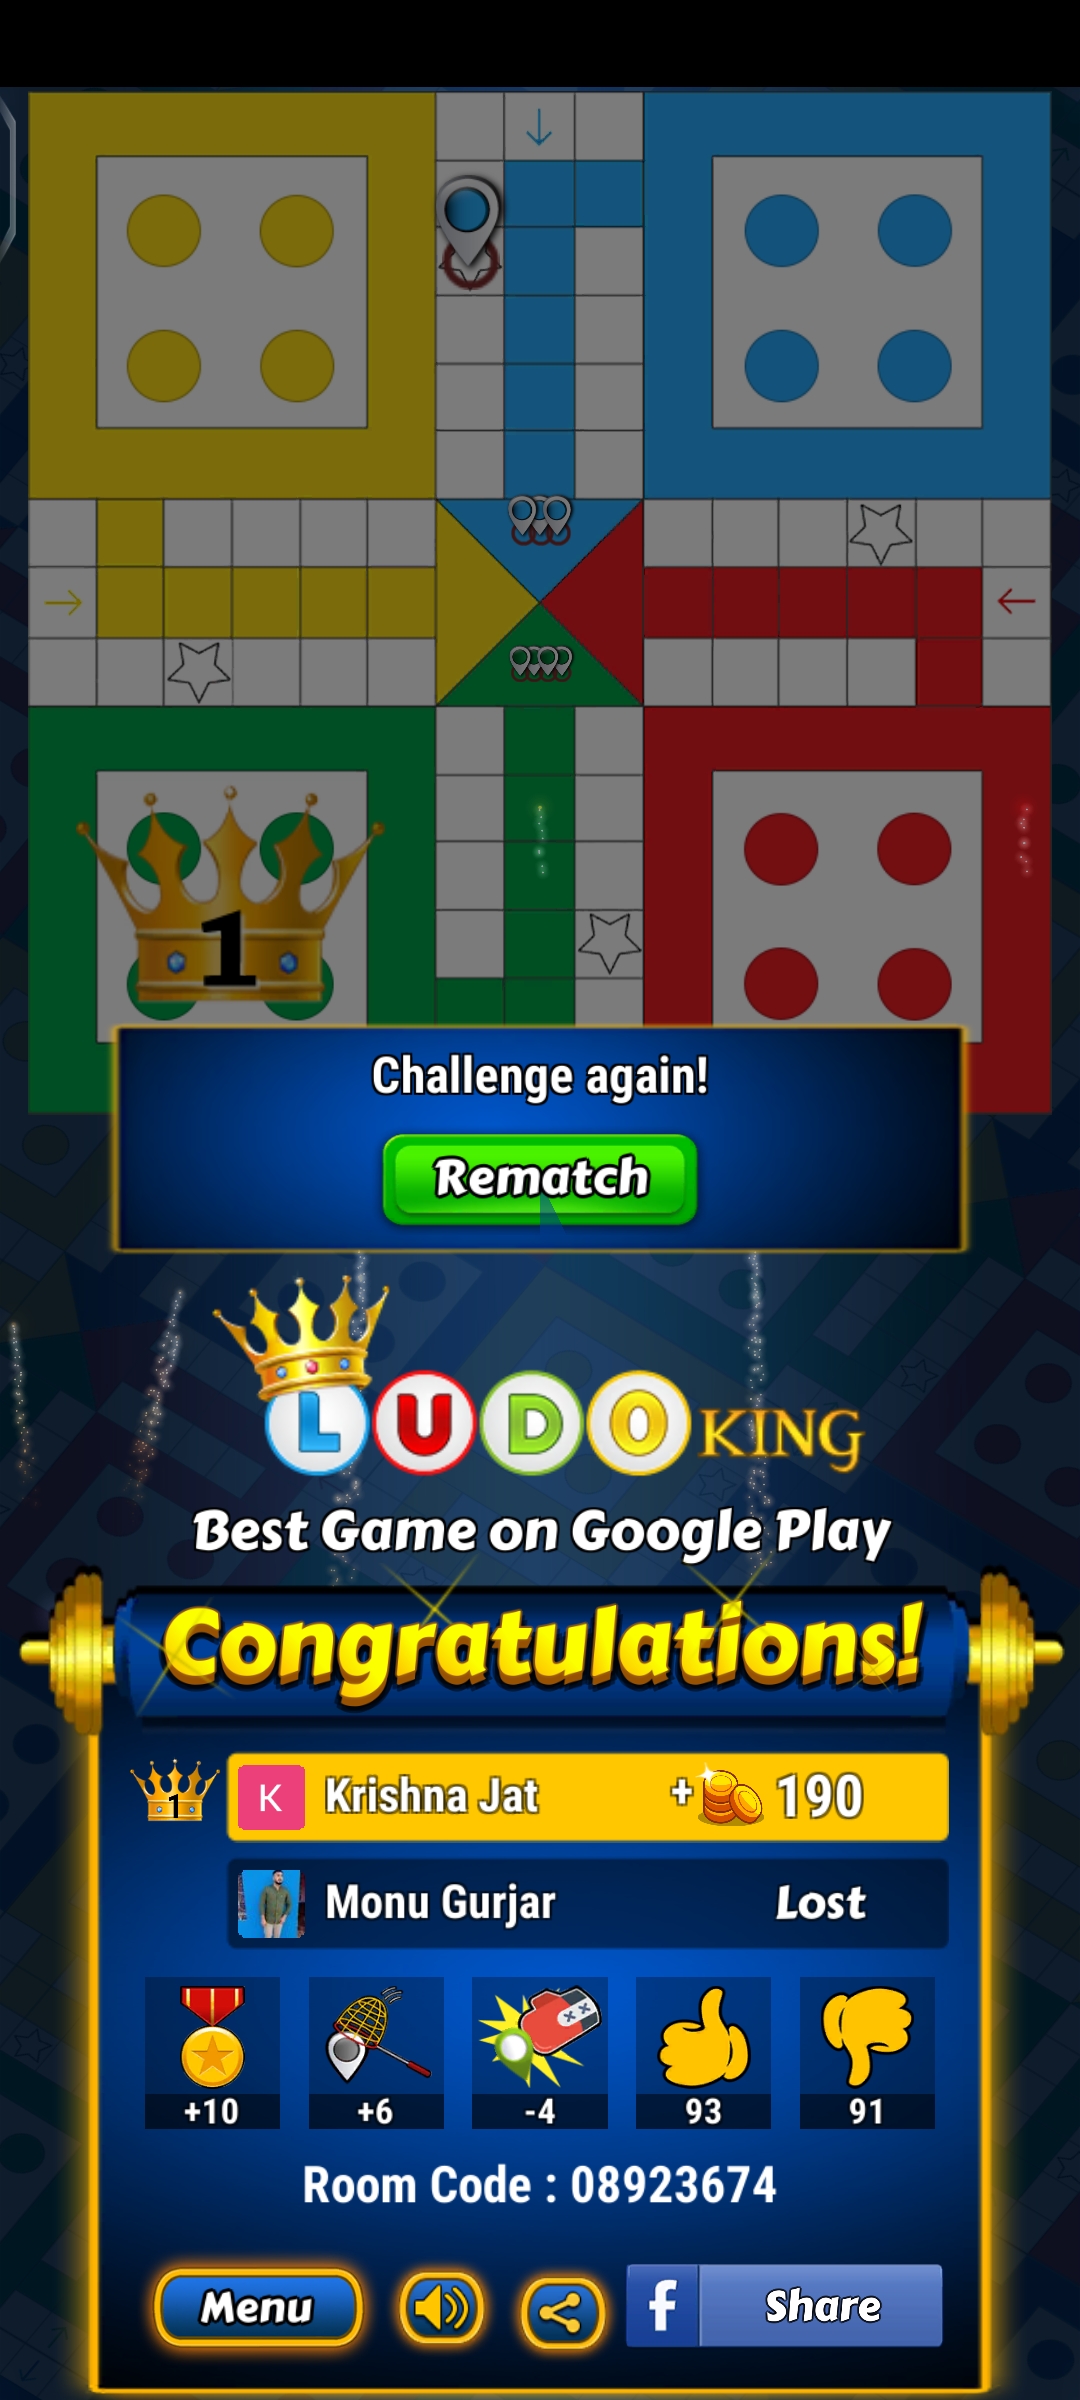 1
Challenge again!
Rematch
LUDO KING
Best Game on Google Play
Congratulations!
1 K Krishna Jat + 190
Monu Gurjar Lost
+10 +6 -4 93 91
Room Code : 08923674
Menu f Share